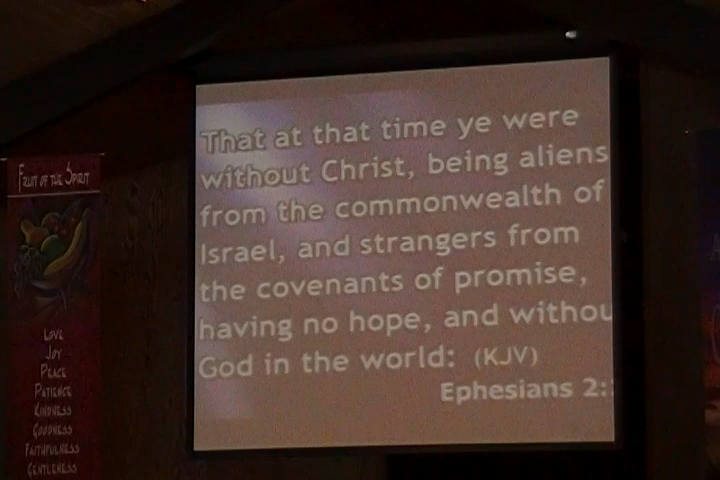 FRUIT OF THE SPIRIT
LOVE
JOY
PEACE
PATIENCE
KINDNESS
GOODNESS
FAITHFULNESS
GENTLENESS
That at that time ye were
without Christ, being aliens
from the commonwealth of
Israel, and strangers from
the covenants of promise,
having no hope, and withou
God in the world: (KJV)
Ephesians 2: